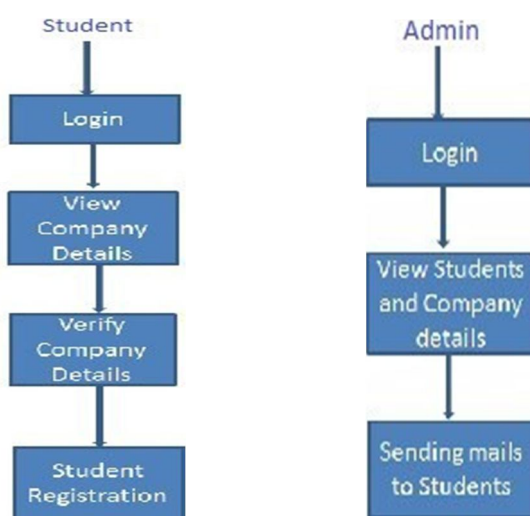 Student
Login
View
Company
Details
Verify
Company
Details
Student
Registration
Admin
Login
View Students
and Company
details
Sending mails
to Students